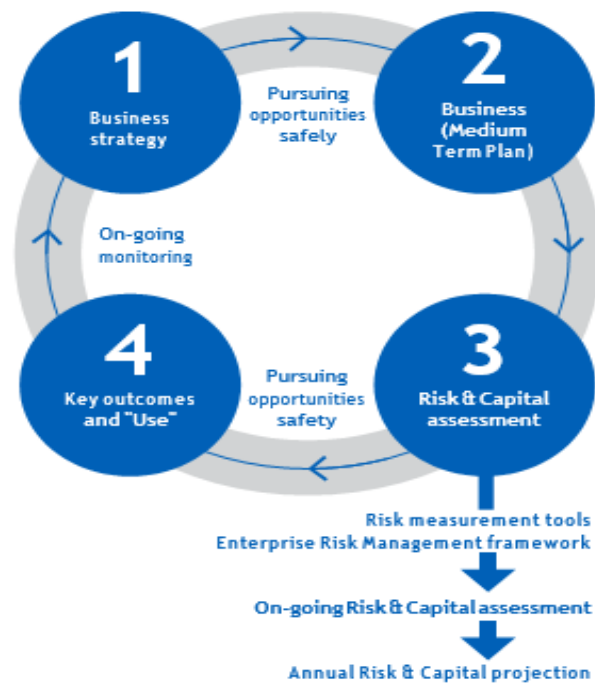 1
Business
strategy
Pursuing
opportunities
safely
2
Business
(Medium
Term Plan)
On-going
monitoring
4
Key outcomes
and "Use"
Pursuing
opportunities
safety
3
Risk & Capital
assessment
Risk measurement tools
Enterprise Risk Management framework
On-going Risk & Capital assessment
Annual Risk & Capital projection